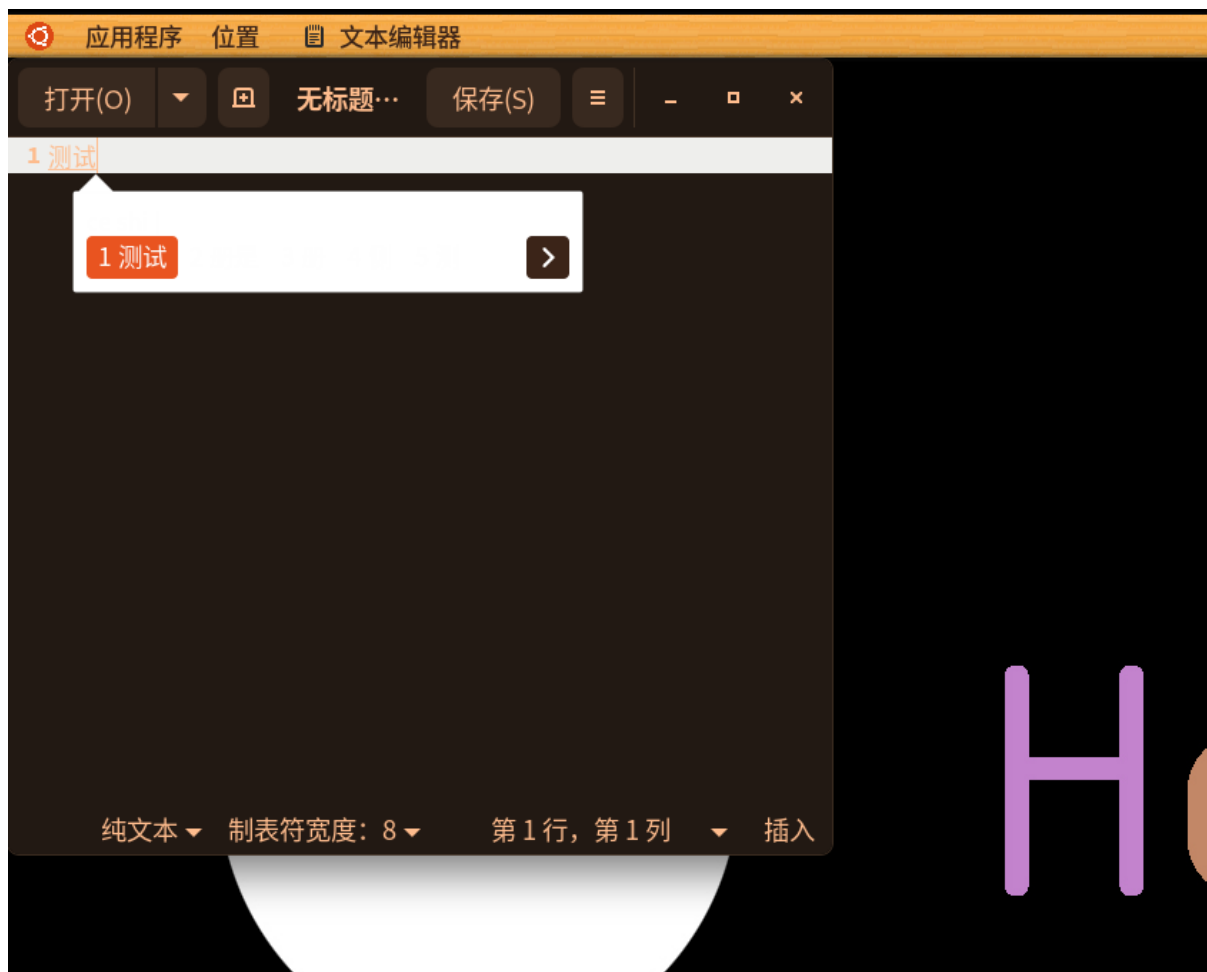 应用程序 位置 文本编辑器
打开(O) 无标题… 保存(S)
1 测试
1 测试
纯文本 制表符宽度：8 第 1 行，第 1 列 插入
H